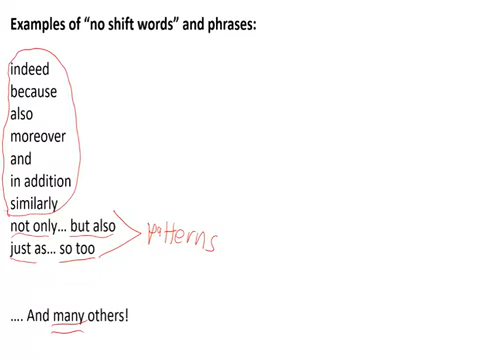 Examples of “no shift words” and phrases:
indeed
because
also
moreover
and
in addition
similarly
not only... but also
just as... so too
patterns
.... And many others!